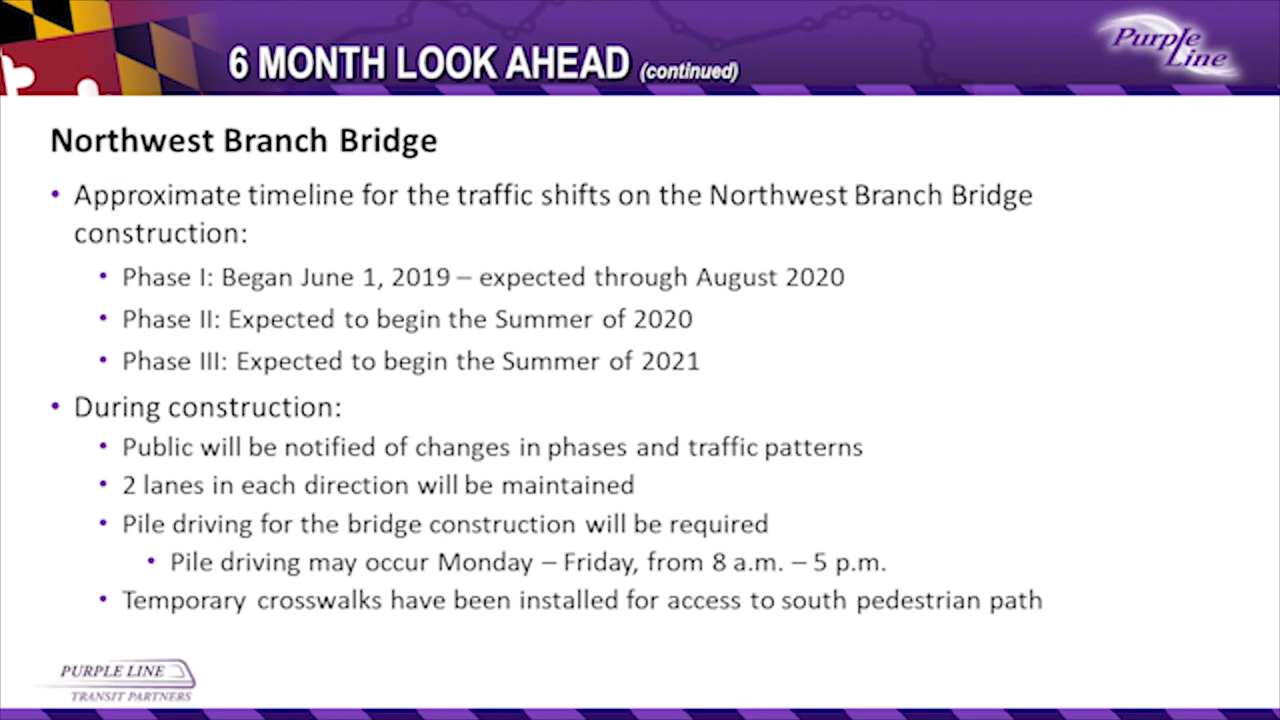 6 MONTH LOOK AHEAD (continued)
Purple
Line
Northwest Branch Bridge
• Approximate timeline for the traffic shifts on the Northwest Branch Bridge
construction:
• Phase I: Began June 1, 2019 – expected through August 2020
• Phase II: Expected to begin the Summer of 2020
• Phase III: Expected to begin the Summer of 2021
• During construction:
• Public will be notified of changes in phases and traffic patterns
• 2 lanes in each direction will be maintained
• Pile driving for the bridge construction will be required
• Pile driving may occur Monday – Friday, from 8 a.m. – 5 p.m.
• Temporary crosswalks have been installed for access to south pedestrian path
PURPLE LINE
TRANSIT PARTNERS